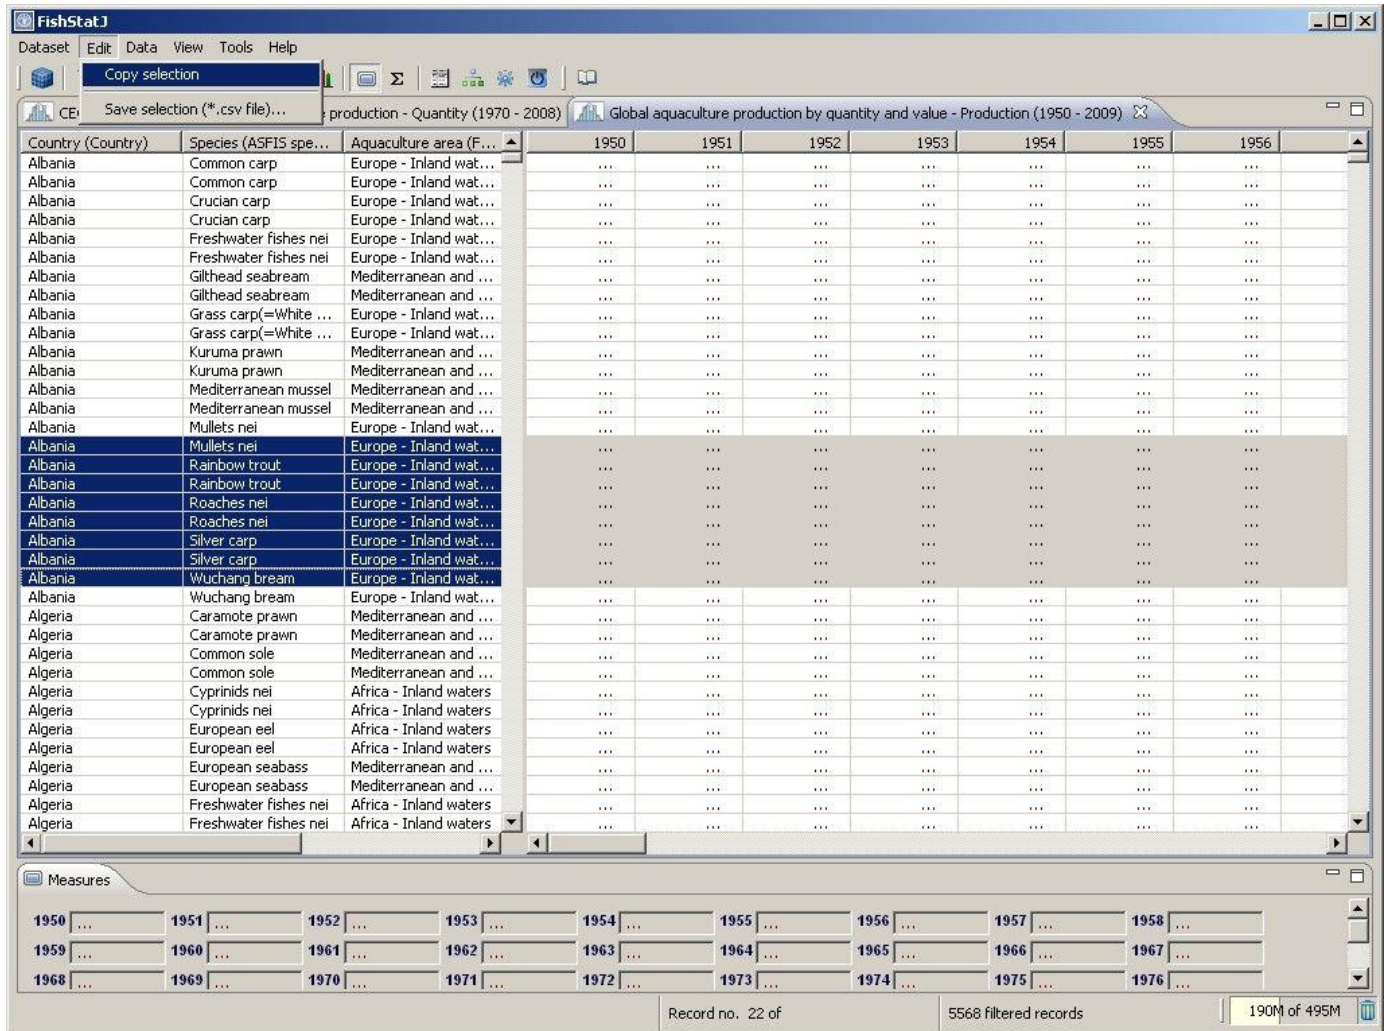 FishStatJ
Dataset Edit Data View Tools Help
Copy selection
Save selection (*.csv file)...
CE e production - Quantity (1970 - 2008) Global aquaculture production by quantity and value - Production (1950 - 2009)
Country (Country) Species (ASFIS spe... Aquaculture area (F... 1950 1951 1952 1953 1954 1955 1956
Albania Common carp Europe - Inland wat... ... ... ... ... ... ... ...
Albania Common carp Europe - Inland wat... ... ... ... ... ... ... ...
Albania Crucian carp Europe - Inland wat... ... ... ... ... ... ... ...
Albania Crucian carp Europe - Inland wat... ... ... ... ... ... ... ...
Albania Freshwater fishes nei Europe - Inland wat... ... ... ... ... ... ... ...
Albania Freshwater fishes nei Europe - Inland wat... ... ... ... ... ... ... ...
Albania Gilthead seabream Mediterranean and ... ... ... ... ... ... ... ...
Albania Gilthead seabream Mediterranean and ... ... ... ... ... ... ... ...
Albania Grass carp(=White ... Europe - Inland wat... ... ... ... ... ... ... ...
Albania Grass carp(=White ... Europe - Inland wat... ... ... ... ... ... ... ...
Albania Kuruma prawn Mediterranean and ... ... ... ... ... ... ... ...
Albania Kuruma prawn Mediterranean and ... ... ... ... ... ... ... ...
Albania Mediterranean mussel Mediterranean and ... ... ... ... ... ... ... ...
Albania Mediterranean mussel Mediterranean and ... ... ... ... ... ... ... ...
Albania Mullets nei Europe - Inland wat... ... ... ... ... ... ... ...
Albania Mullets nei Europe - Inland wat... ... ... ... ... ... ... ...
Albania Rainbow trout Europe - Inland wat... ... ... ... ... ... ... ...
Albania Rainbow trout Europe - Inland wat... ... ... ... ... ... ... ...
Albania Roaches nei Europe - Inland wat... ... ... ... ... ... ... ...
Albania Roaches nei Europe - Inland wat... ... ... ... ... ... ... ...
Albania Silver carp Europe - Inland wat... ... ... ... ... ... ... ...
Albania Silver carp Europe - Inland wat... ... ... ... ... ... ... ...
Albania Wuchang bream Europe - Inland wat... ... ... ... ... ... ... ...
Albania Wuchang bream Europe - Inland wat... ... ... ... ... ... ... ...
Algeria Caramote prawn Mediterranean and ... ... ... ... ... ... ... ...
Algeria Caramote prawn Mediterranean and ... ... ... ... ... ... ... ...
Algeria Common sole Mediterranean and ... ... ... ... ... ... ... ...
Algeria Common sole Mediterranean and ... ... ... ... ... ... ... ...
Algeria Cyprinids nei Africa - Inland waters ... ... ... ... ... ... ...
Algeria Cyprinids nei Africa - Inland waters ... ... ... ... ... ... ...
Algeria European eel Africa - Inland waters ... ... ... ... ... ... ...
Algeria European eel Africa - Inland waters ... ... ... ... ... ... ...
Algeria European seabass Mediterranean and ... ... ... ... ... ... ... ...
Algeria European seabass Mediterranean and ... ... ... ... ... ... ... ...
Algeria Freshwater fishes nei Africa - Inland waters ... ... ... ... ... ... ...
Algeria Freshwater fishes nei Africa - Inland waters ... ... ... ... ... ... ...
Measures
1950 ... 1951 ... 1952 ... 1953 ... 1954 ... 1955 ... 1956 ... 1957 ... 1958 ...
1959 ... 1960 ... 1961 ... 1962 ... 1963 ... 1964 ... 1965 ... 1966 ... 1967 ...
1968 ... 1969 ... 1970 ... 1971 ... 1972 ... 1973 ... 1974 ... 1975 ... 1976 ...
Record no. 22 of 5568 filtered records 190M of 495M